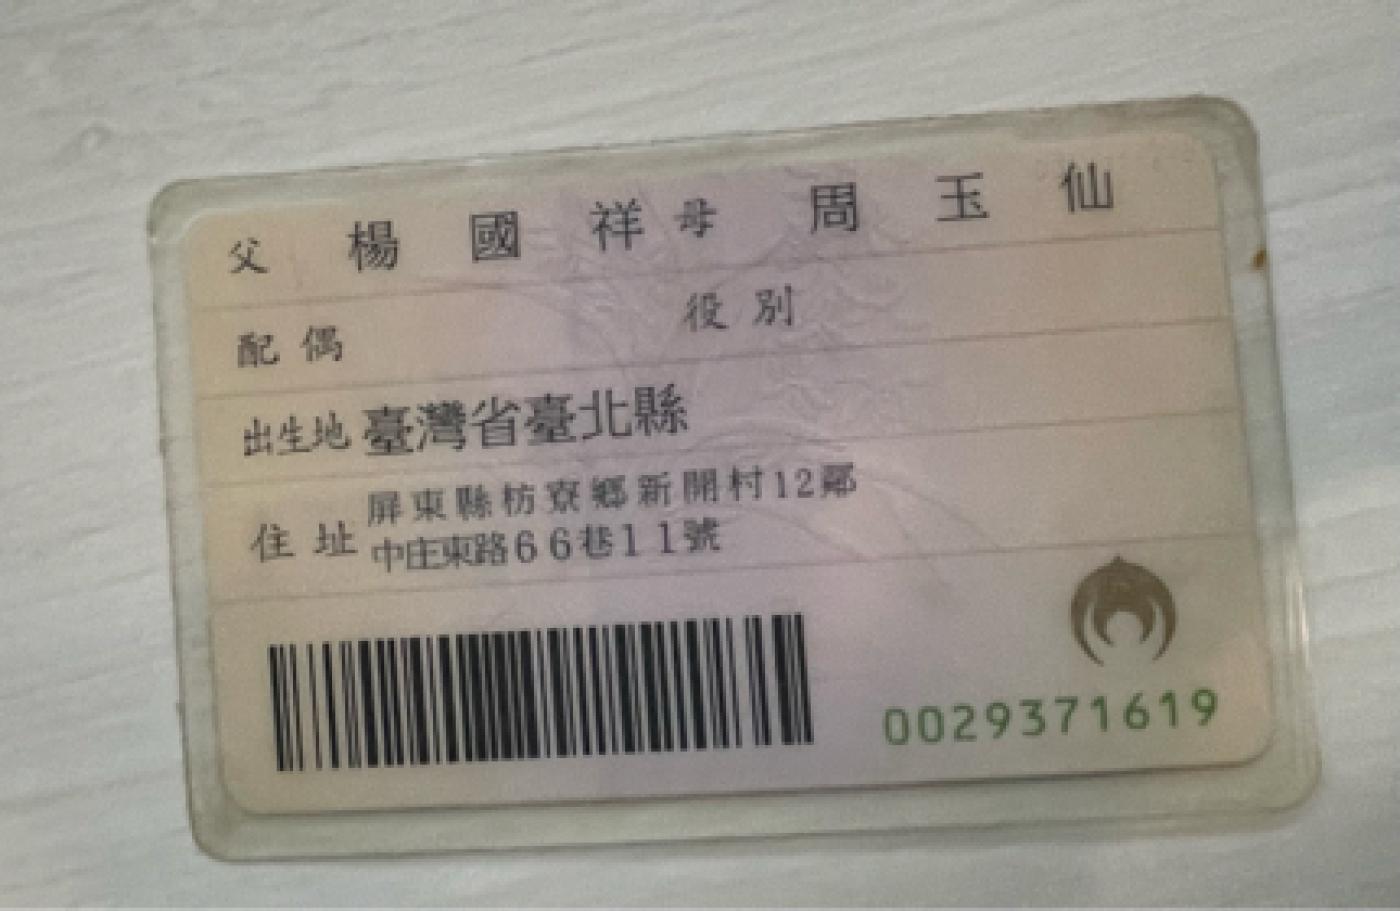 父 楊國祥 母 周玉仙
配偶 役別
出生地 臺灣省臺北縣
住址 屏東縣枋寮鄉新開村12鄰
中庄東路66巷11號
0029371619